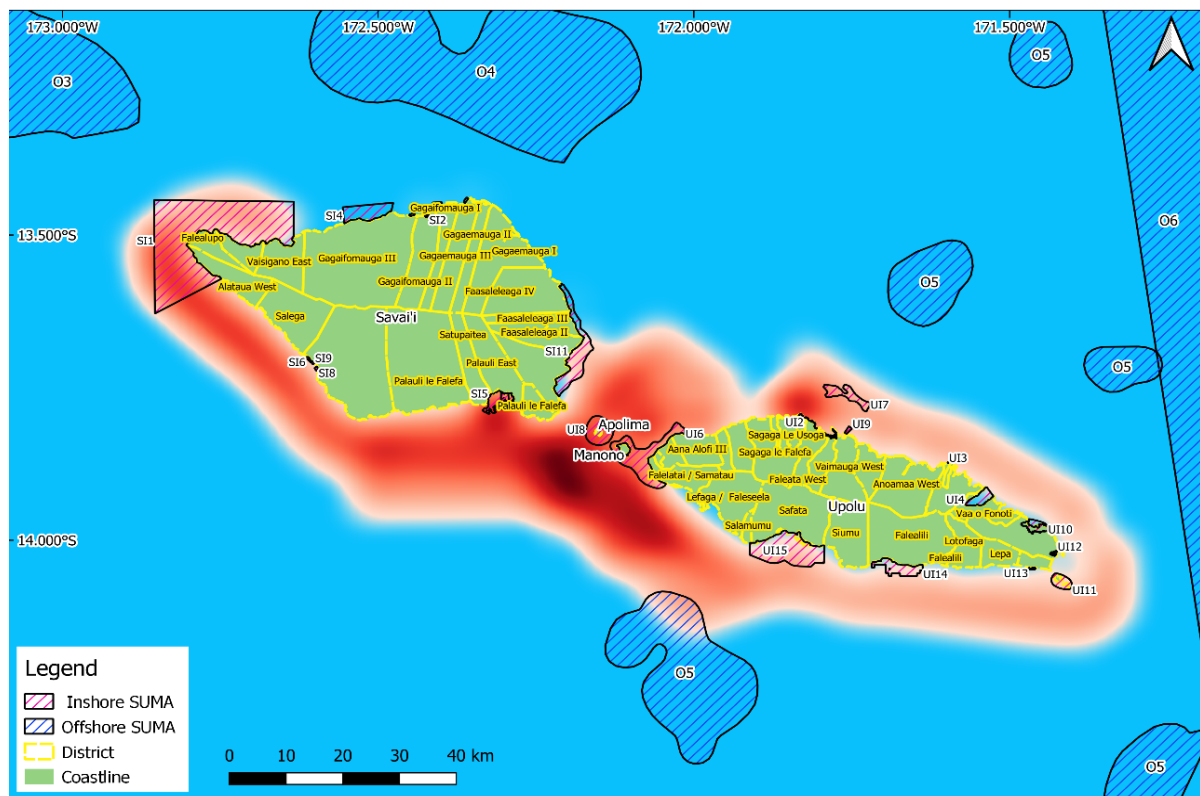 173.000°W
172.500°W
172.000°W
171.500°W
O3
O4
O5
O6
13.500°S
SI1
SI4
Gagaifomauga I
SI2
Falealupo
Vaisigano East
Gagaifomauga III
Gagaemauga II
Gagaemauga III
Gagaemauga I
Alataua West
Gagaifomauga II
Faasaleleaga IV
O5
Salega
Savai'i
Satupaitea
Faasaleleaga III
Faasaleleaga II
SI11
SI6
SI9
SI8
Palauli East
Palauli le Falefa
SI5
Palauli le Falefa
O5
UI7
UI8
Apolima
UI6
UI2
UI9
Sagaga Le Usoga
Manono
Aana Alofi III
Sagaga le Falefa
UI3
Falelatai / Samatau
Faleata West
Vaimauga West
Anoamaa West
Lefaga / Faleseela
Safata
Upolu
UI4
Vaa o Fonoti
Salamumu
Siumu
Falealili
Lotofaga
UI10
14.000°S
UI15
Falealili
Lepa
UI12
UI14
UI13
UI11
O5
O5
Legend
Inshore SUMA
Offshore SUMA
District
Coastline
0 10 20 30 40 km